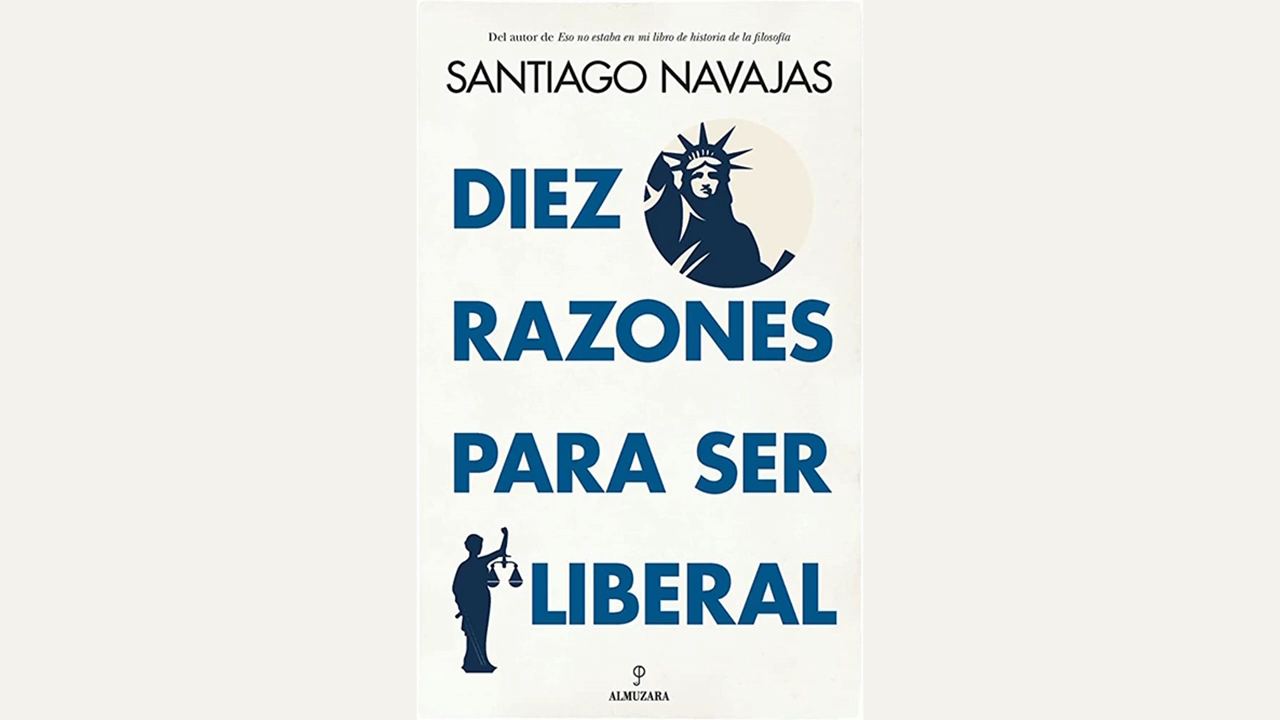 Del autor de Eso no estaba en mi libro de historia de la filosofía
SANTIAGO NAVAJAS
DIEZ
RAZONES
PARA SER
LIBERAL
ALMUZARA